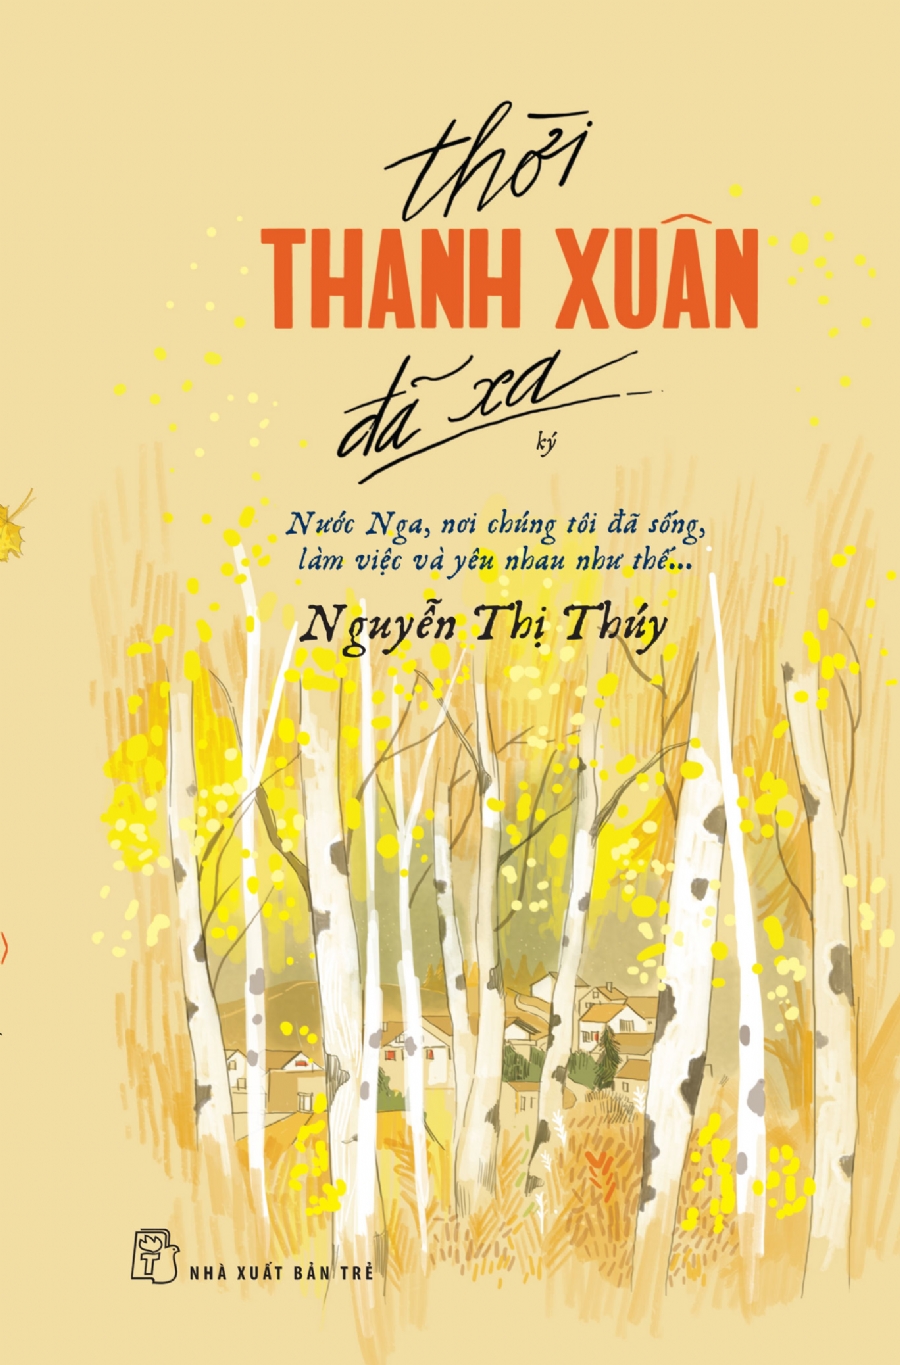 thời
THANH XUÂN
đã xa
ký
Nước Nga, nơi chúng tôi đã sống,
làm việc và yêu nhau như thế...
Nguyễn Thị Thúy
NHÀ XUẤT BẢN TRẺ